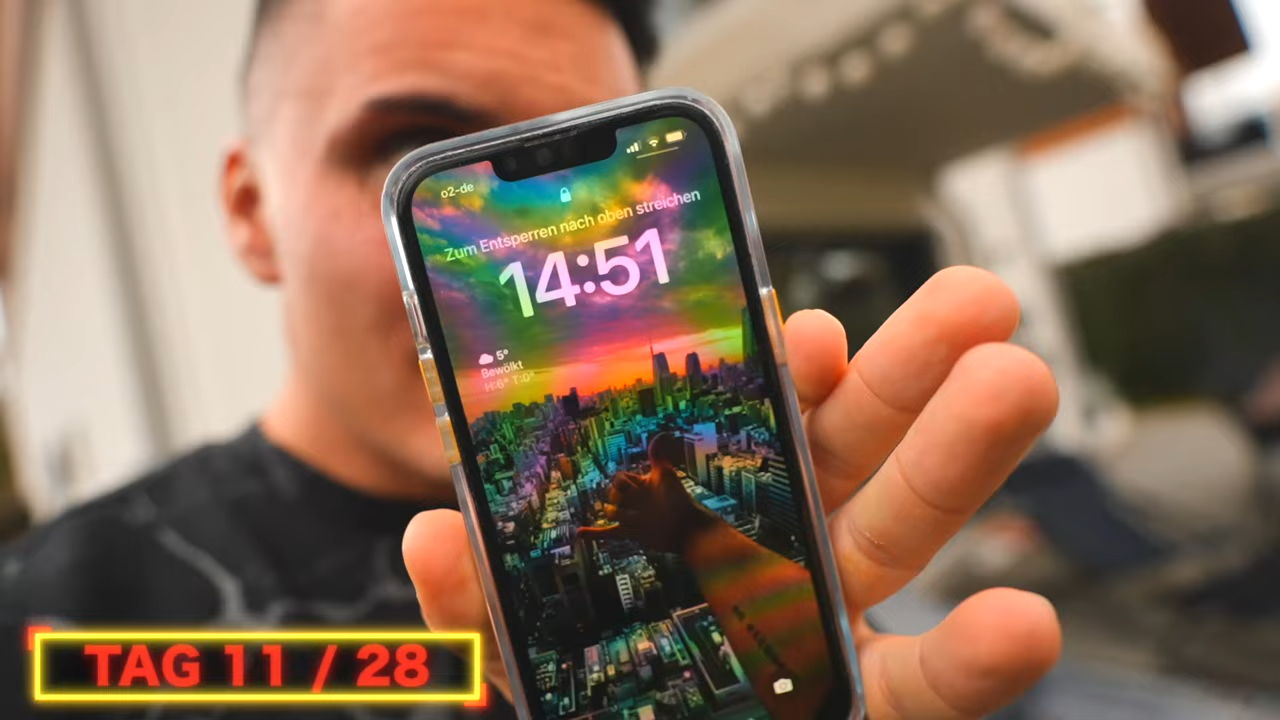 o2-de
Zum Entsperren nach oben streichen
14:51
5°
Bewölkt
H:6° T:0°
TAG 11 / 28